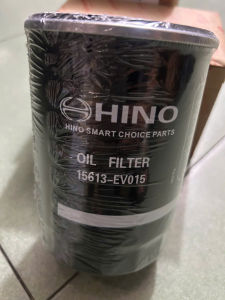 HINO
HINO SMART CHOICE PARTS
OIL FILTER
15613-EV015